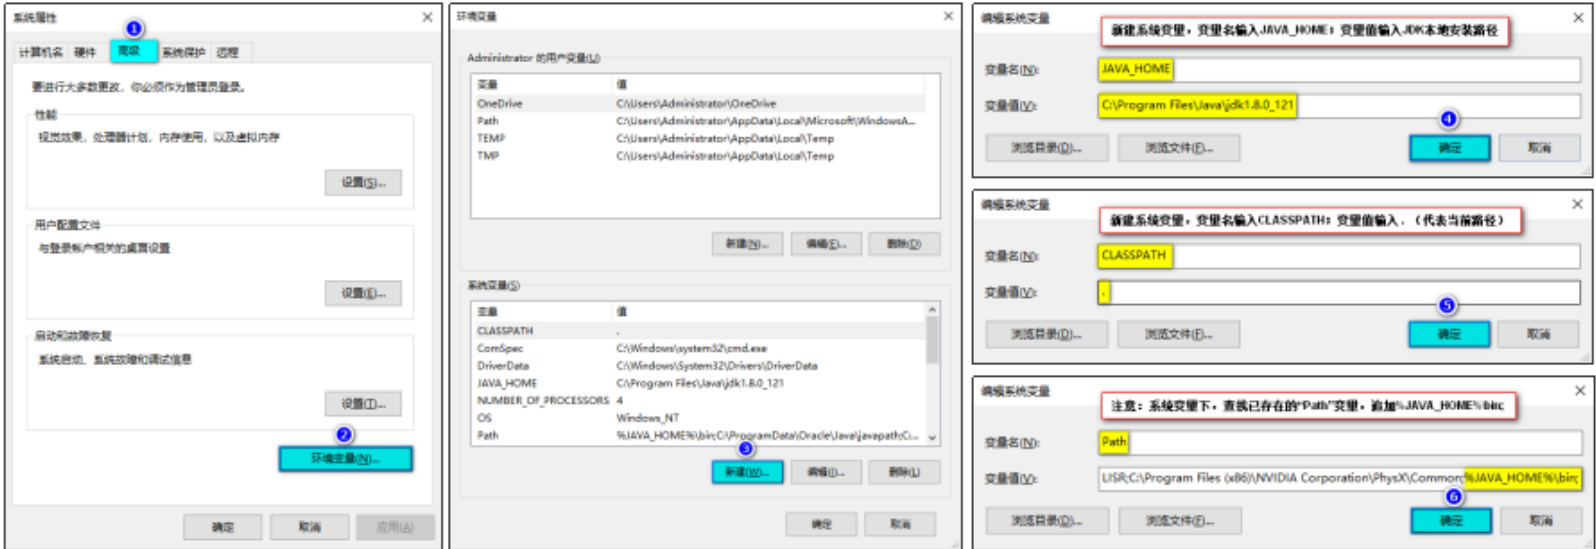 系统属性
1
计算机名 硬件 高级 系统保护 远程
要进行大多数更改，你必须作为管理员登录。
性能
视觉效果，处理器计划，内存使用，以及虚拟内存
设置(S)...
用户配置文件
与登录帐户相关的桌面设置
设置(E)...
启动和故障恢复
系统启动、系统故障和调试信息
设置(T)...
2
环境变量(N)...
确定 取消 应用(A)
环境变量
Administrator 的用户变量(U)
变量 值
OneDrive C:\Users\Administrator\OneDrive
Path C:\Users\Administrator\AppData\Local\Microsoft\WindowsA...
TEMP C:\Users\Administrator\AppData\Local\Temp
TMP C:\Users\Administrator\AppData\Local\Temp
新建(N)... 编辑(E)... 删除(D)
系统变量(S)
变量 值
CLASSPATH .
ComSpec C:\Windows\system32\cmd.exe
DriverData C:\Windows\System32\Drivers\DriverData
JAVA_HOME C:\Program Files\Java\jdk1.8.0_121
NUMBER_OF_PROCESSORS 4
OS Windows_NT
Path %JAVA_HOME%\bin;C:\ProgramData\Oracle\Java\javapath;C:...
3
新建(W)... 编辑(I)... 删除(L)
确定 取消
编辑系统变量
新建系统变量，变量名输入JAVA_HOME；变量值输入JDK本地安装路径
变量名(N): JAVA_HOME
变量值(V): C:\Program Files\Java\jdk1.8.0_121
4
浏览目录(D)... 浏览文件(F)... 确定 取消
编辑系统变量
新建系统变量，变量名输入CLASSPATH；变量值输入．（代表当前路径）
变量名(N): CLASSPATH
变量值(V): .
5
浏览目录(D)... 浏览文件(F)... 确定 取消
编辑系统变量
注意：系统变量下，查找已存在的“Path”变量，追加%JAVA_HOME%\bin;
变量名(N): Path
变量值(V): LISR;C:\Program Files (x86)\NVIDIA Corporation\PhysX\Common;%JAVA_HOME%\bin;
6
浏览目录(D)... 浏览文件(F)... 确定 取消